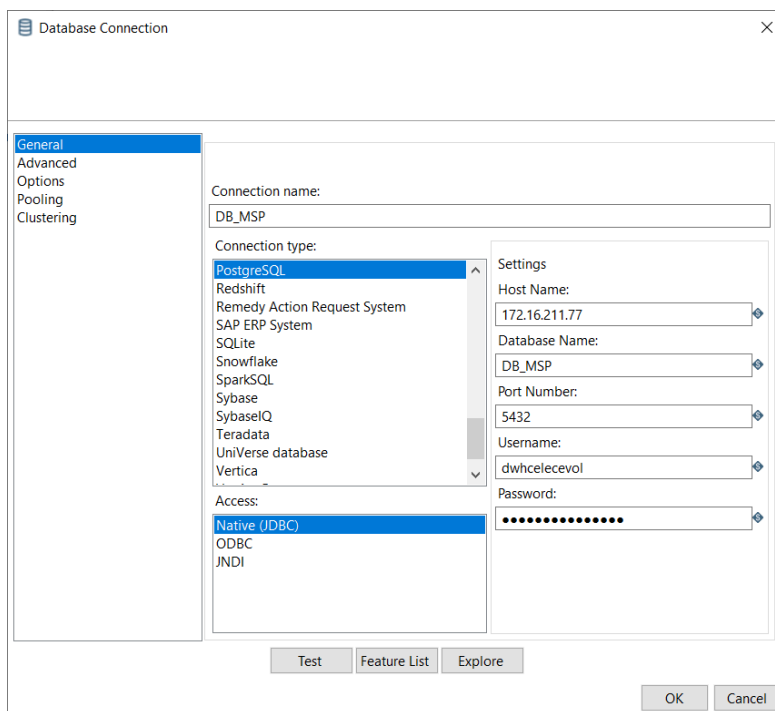 Database Connection
General
Advanced
Options
Pooling
Clustering
Connection name:
DB_MSP
Connection type:
PostgreSQL
Redshift
Remedy Action Request System
SAP ERP System
SQLite
Snowflake
SparkSQL
Sybase
SybaseIQ
Teradata
UniVerse database
Vertica
Access:
Native (JDBC)
ODBC
JNDI
Settings
Host Name:
172.16.211.77
Database Name:
DB_MSP
Port Number:
5432
Username:
dwhcelecevol
Password:
●●●●●●●●●●●●●●●
Test
Feature List
Explore
OK
Cancel